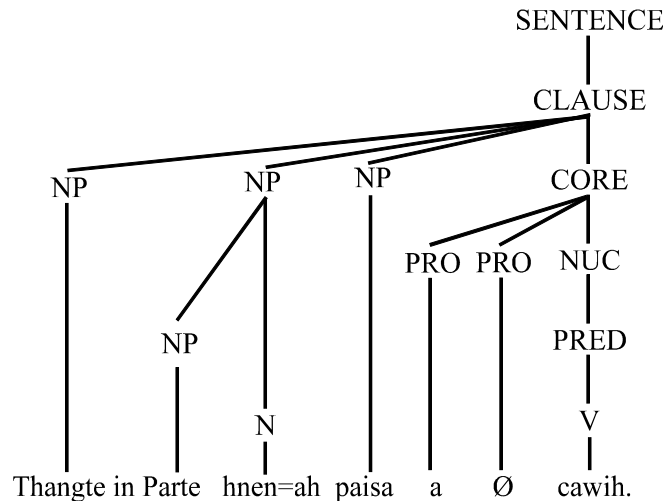 SENTENCE
CLAUSE
NP NP NP CORE
PRO PRO NUC
NP PRED
N V
Thangte in Parte hnen=ah paisa a Ø cawih.